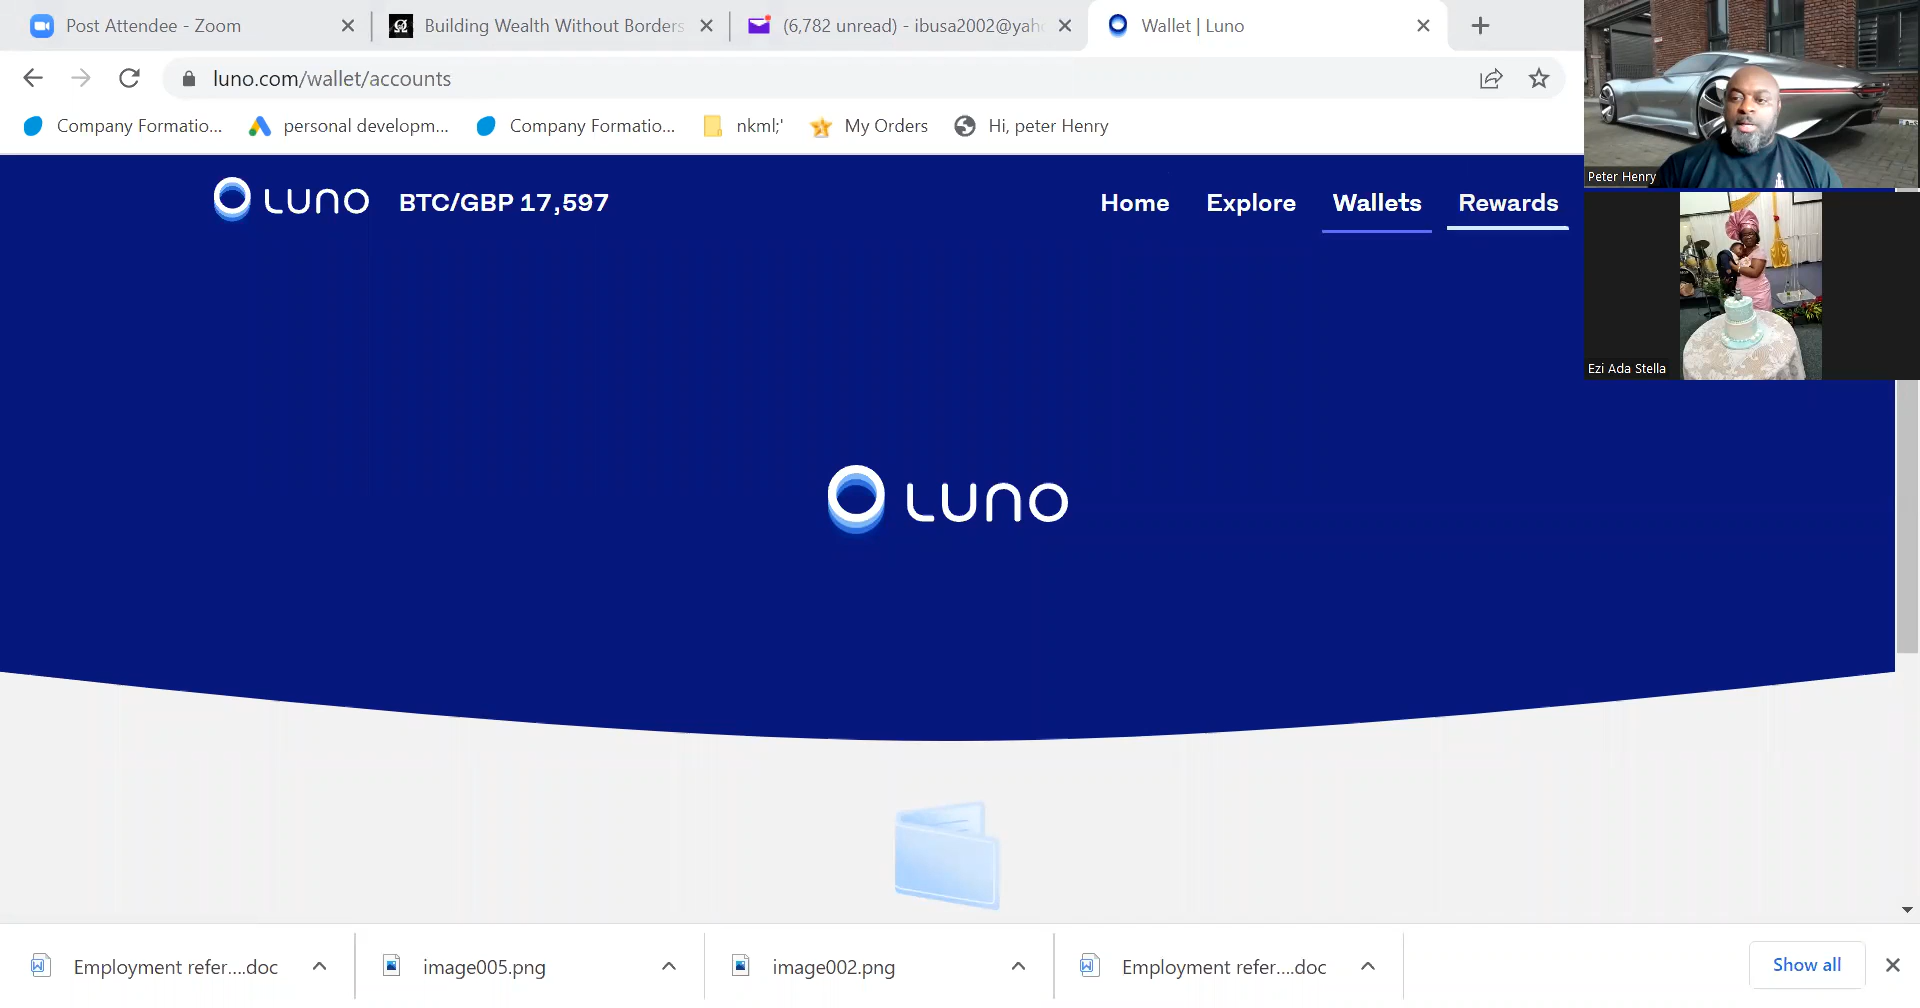 Post Attendee - Zoom
Building Wealth Without Borders
(6,782 unread) - ibusa2002@yah
Wallet | Luno
luno.com/wallet/accounts
Company Formatio...
personal developm...
Company Formatio...
nkml;'
My Orders
Hi, peter Henry
LUNO
BTC/GBP 17,597
Home
Explore
Wallets
Rewards
Peter Henry
Ezi Ada Stella
LUNO
Employment refer....doc
image005.png
image002.png
Employment refer....doc
Show all